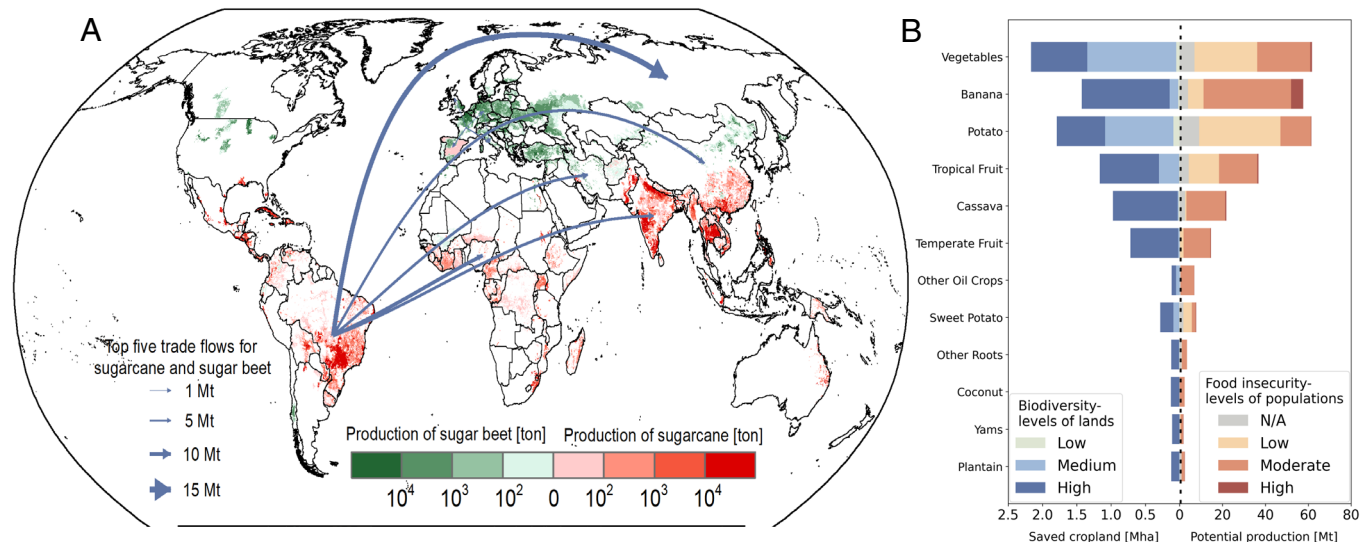 A
Top five trade flows for
sugarcane and sugar beet
1 Mt
5 Mt
10 Mt
15 Mt
Production of sugar beet [ton]
Production of sugarcane [ton]
10⁴ 10³ 10² 0 10² 10³ 10⁴
B
Vegetables
Banana
Potato
Tropical Fruit
Cassava
Temperate Fruit
Other Oil Crops
Sweet Potato
Other Roots
Coconut
Yams
Plantain
Biodiversity-
levels of lands
Low
Medium
High
Food insecurity-
levels of populations
N/A
Low
Moderate
High
2.5 2.0 1.5 1.0 0.5 0 20 40 60 80
Saved cropland [Mha]
Potential production [Mt]